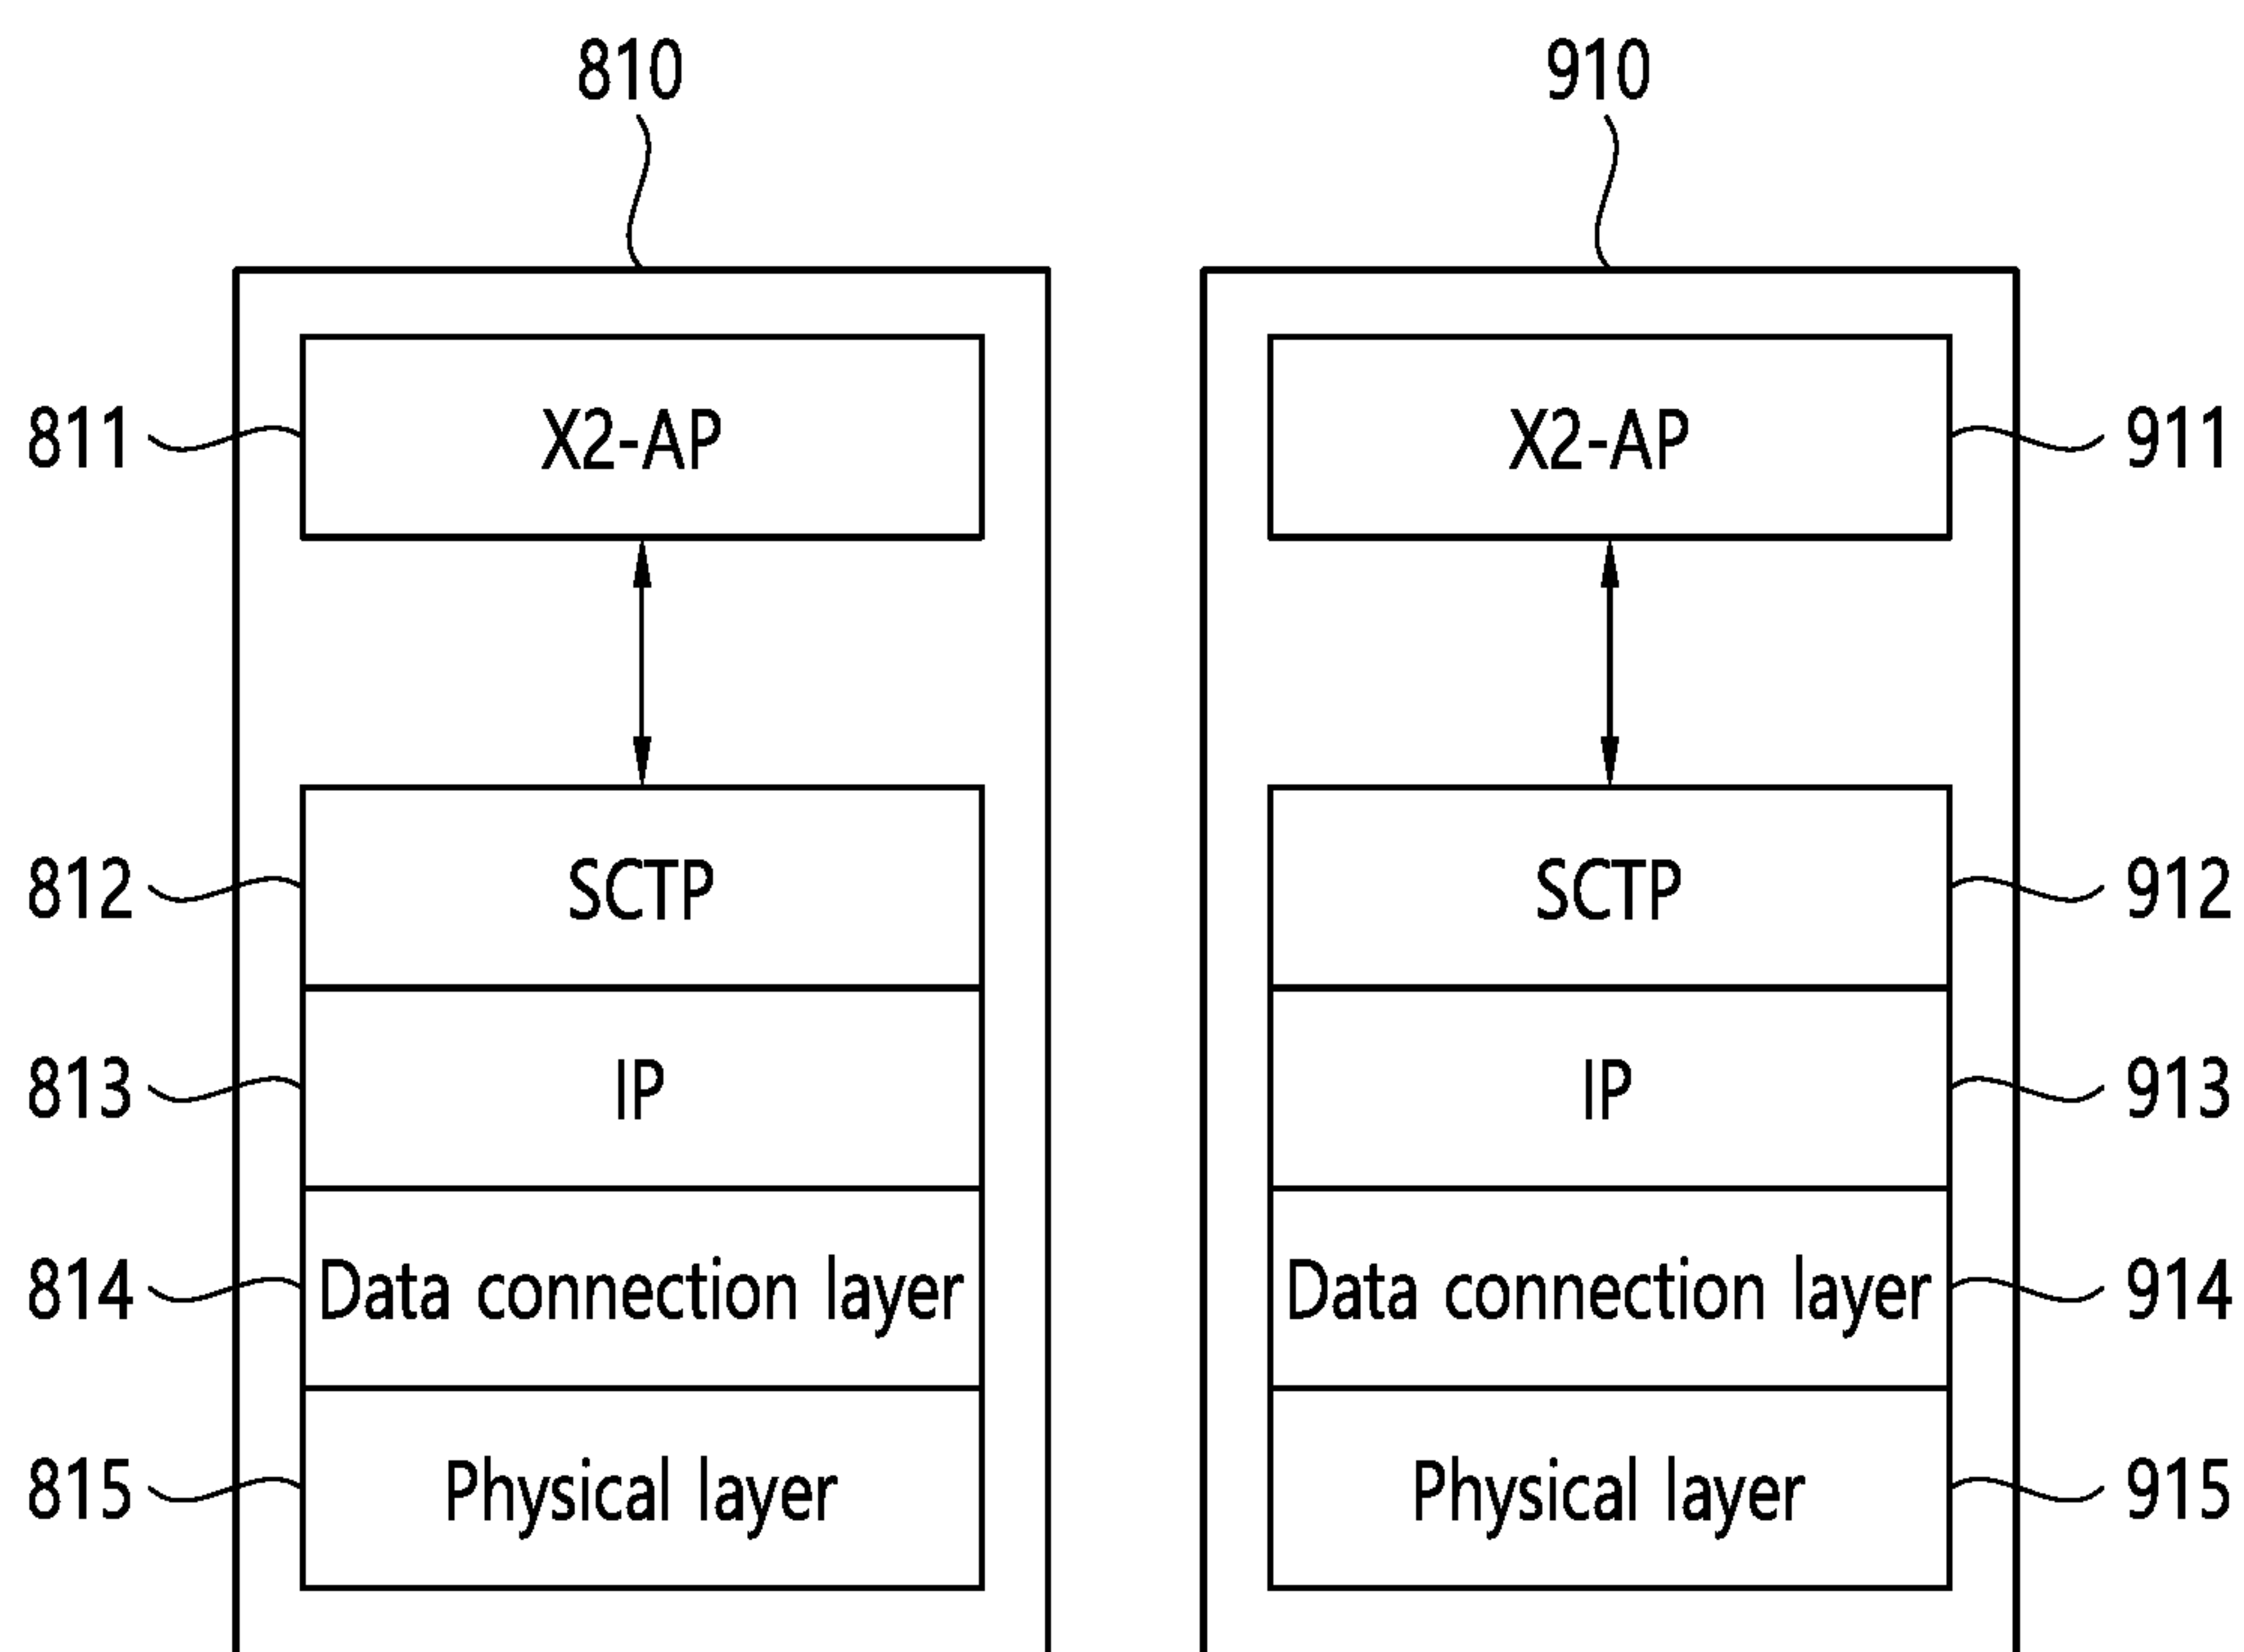 810 910
811 X2-AP X2-AP 911
812 SCTP SCTP 912
813 IP IP 913
814 Data connection layer Data connection layer 914
815 Physical layer Physical layer 915